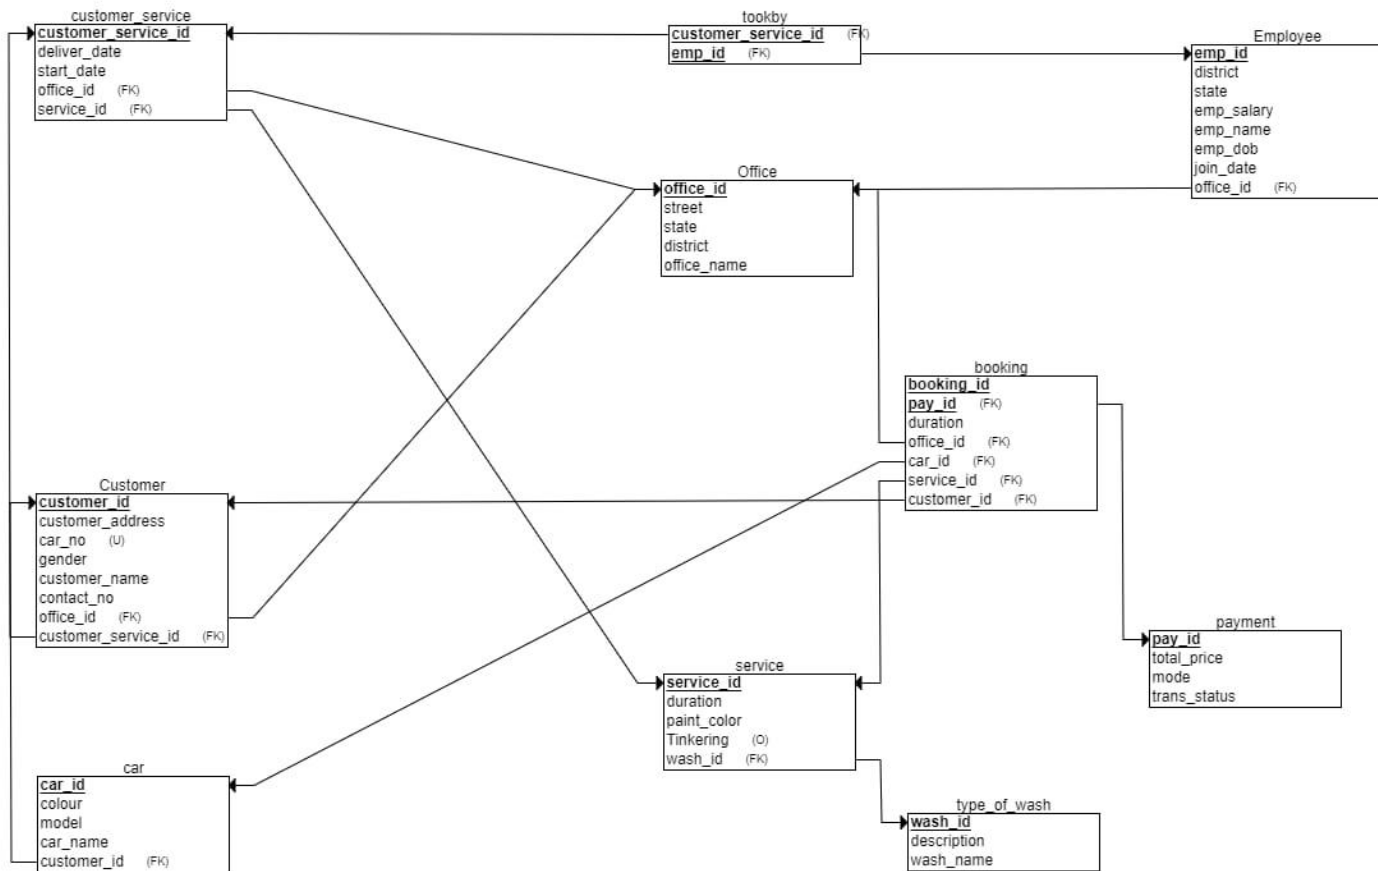 customer_service
customer_service_id
deliver_date
start_date
office_id (FK)
service_id (FK)
tookby
customer_service_id (FK)
emp_id (FK)
Employee
emp_id
district
state
emp_salary
emp_name
emp_dob
join_date
office_id (FK)
Office
office_id
street
state
district
office_name
booking
booking_id
pay_id (FK)
duration
office_id (FK)
car_id (FK)
service_id (FK)
customer_id (FK)
Customer
customer_id
customer_address
car_no (U)
gender
customer_name
contact_no
office_id (FK)
customer_service_id (FK)
payment
pay_id
total_price
mode
trans_status
service
service_id
duration
paint_color
Tinkering (O)
wash_id (FK)
car
car_id
colour
model
car_name
customer_id (FK)
type_of_wash
wash_id
description
wash_name